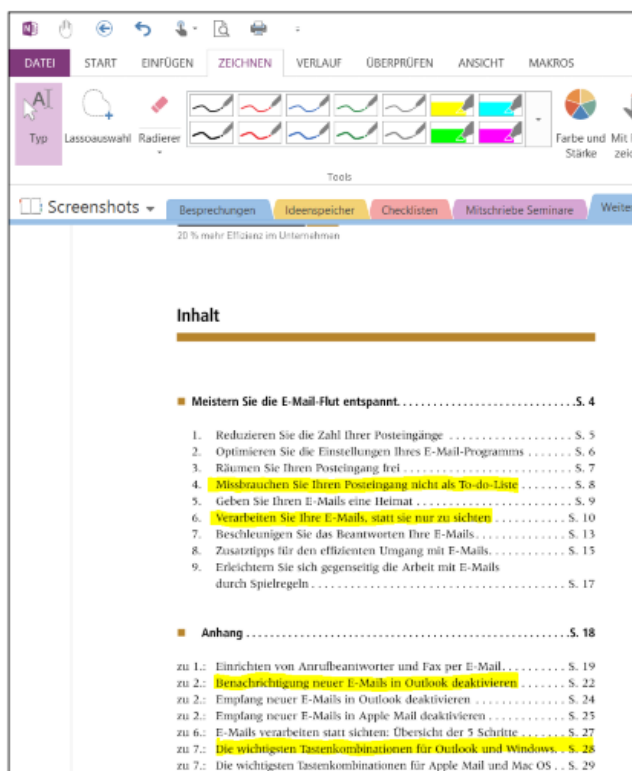 DATEI START EINFÜGEN ZEICHNEN VERLAUF ÜBERPRÜFEN ANSICHT MAKROS
Typ Lassoauswahl Radierer Farbe und Stärke Mit
Tools
Screenshots Besprechungen Ideenspeicher Checklisten Mitschriebe Seminare Weite
20 % mehr Effizienz im Unternehmen
Inhalt
Meistern Sie die E-Mail-Flut entspannt. S. 4
1. Reduzieren Sie die Zahl Ihrer Posteingänge S. 5
2. Optimieren Sie die Einstellungen Ihres E-Mail-Programms S. 6
3. Räumen Sie Ihren Posteingang frei S. 7
4. Missbrauchen Sie Ihren Posteingang nicht als To-do-Liste S. 8
5. Geben Sie Ihren E-Mails eine Heimat S. 9
6. Verarbeiten Sie Ihre E-Mails, statt sie nur zu sichten S. 10
7. Beschleunigen Sie das Beantworten Ihre E-Mails S. 13
8. Zusatztipps für den effizienten Umgang mit E-Mails. S. 15
9. Erleichtern Sie sich gegenseitig die Arbeit mit E-Mails
durch Spielregeln S. 17
Anhang S. 18
zu 1.: Einrichten von Anrufbeantworter und Fax per E-Mail S. 19
zu 2.: Benachrichtigung neuer E-Mails in Outlook deaktivieren S. 22
zu 2.: Empfang neuer E-Mails in Outlook deaktivieren S. 24
zu 2.: Empfang neuer E-Mails in Apple Mail deaktivieren S. 25
zu 6.: E-Mails verarbeiten statt sichten: Übersicht der 5 Schritte S. 27
zu 7.: Die wichtigsten Tastenkombinationen für Outlook und Windows. S. 28
zu 7.: Die wichtigsten Tastenkombinationen für Apple Mail und Mac OS S. 29